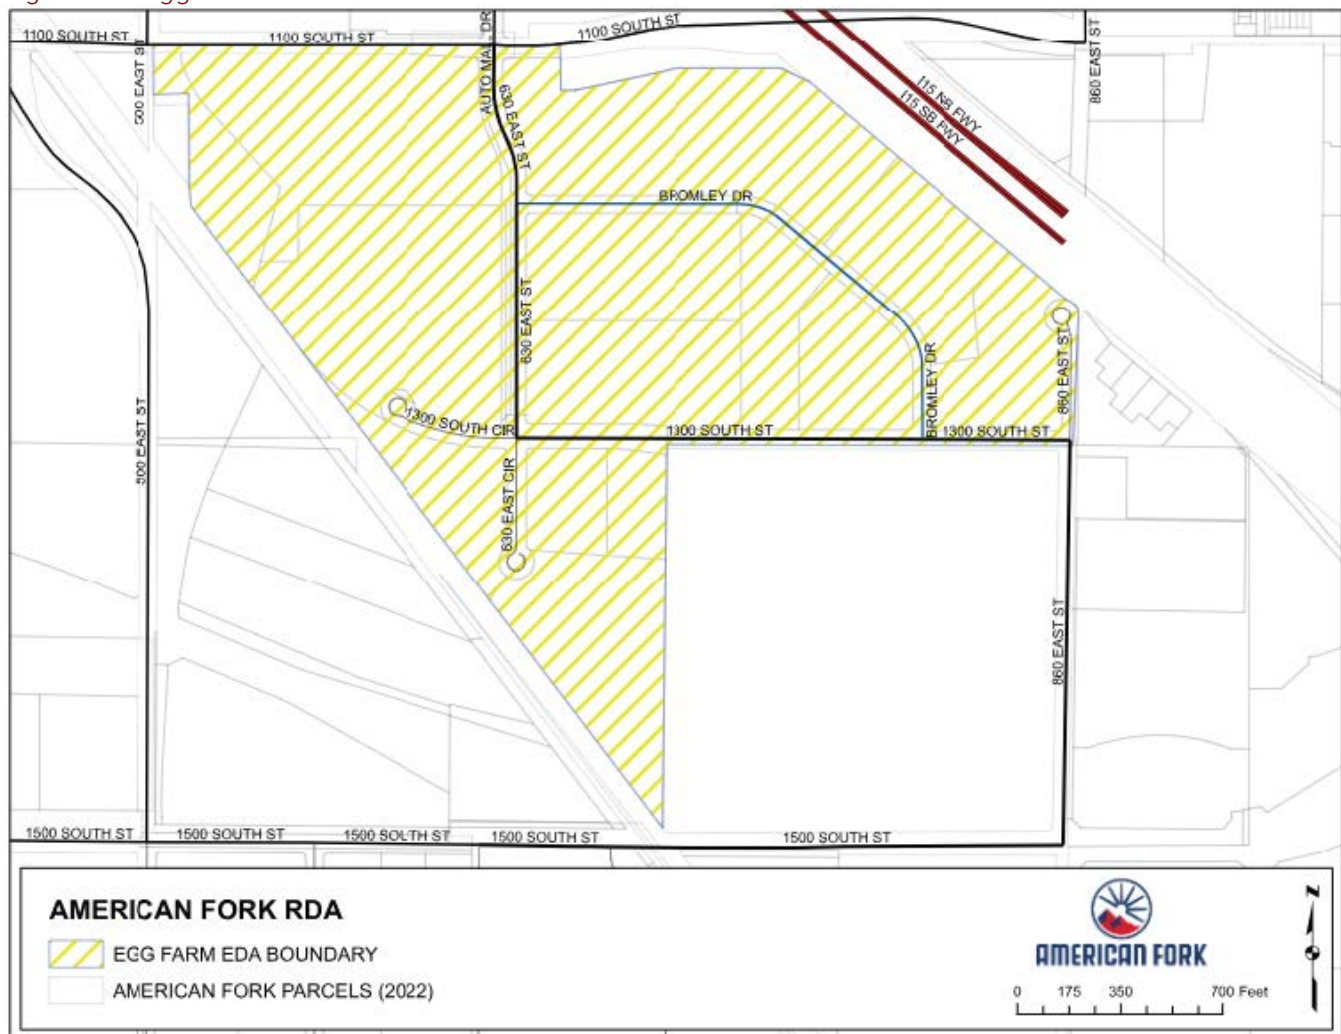 1100 SOUTH ST
1100 SOUTH ST
1100 SOUTH ST
AUTO MALL DR
500 EAST ST
860 EAST ST
630 EAST ST
I15 NB FWY
I15 SB FWY
BROMLEY DR
630 EAST ST
BROMLEY DR
860 EAST ST
1300 SOUTH CIR
1300 SOUTH ST
1300 SOUTH ST
500 EAST ST
630 EAST CIR
860 EAST ST
1500 SOUTH ST
1500 SOUTH ST
1500 SOUTH ST
1500 SOUTH ST
1500 SOUTH ST
AMERICAN FORK RDA
EGG FARM EDA BOUNDARY
AMERICAN FORK PARCELS (2022)
AMERICAN FORK
0 175 350 700 Feet
N